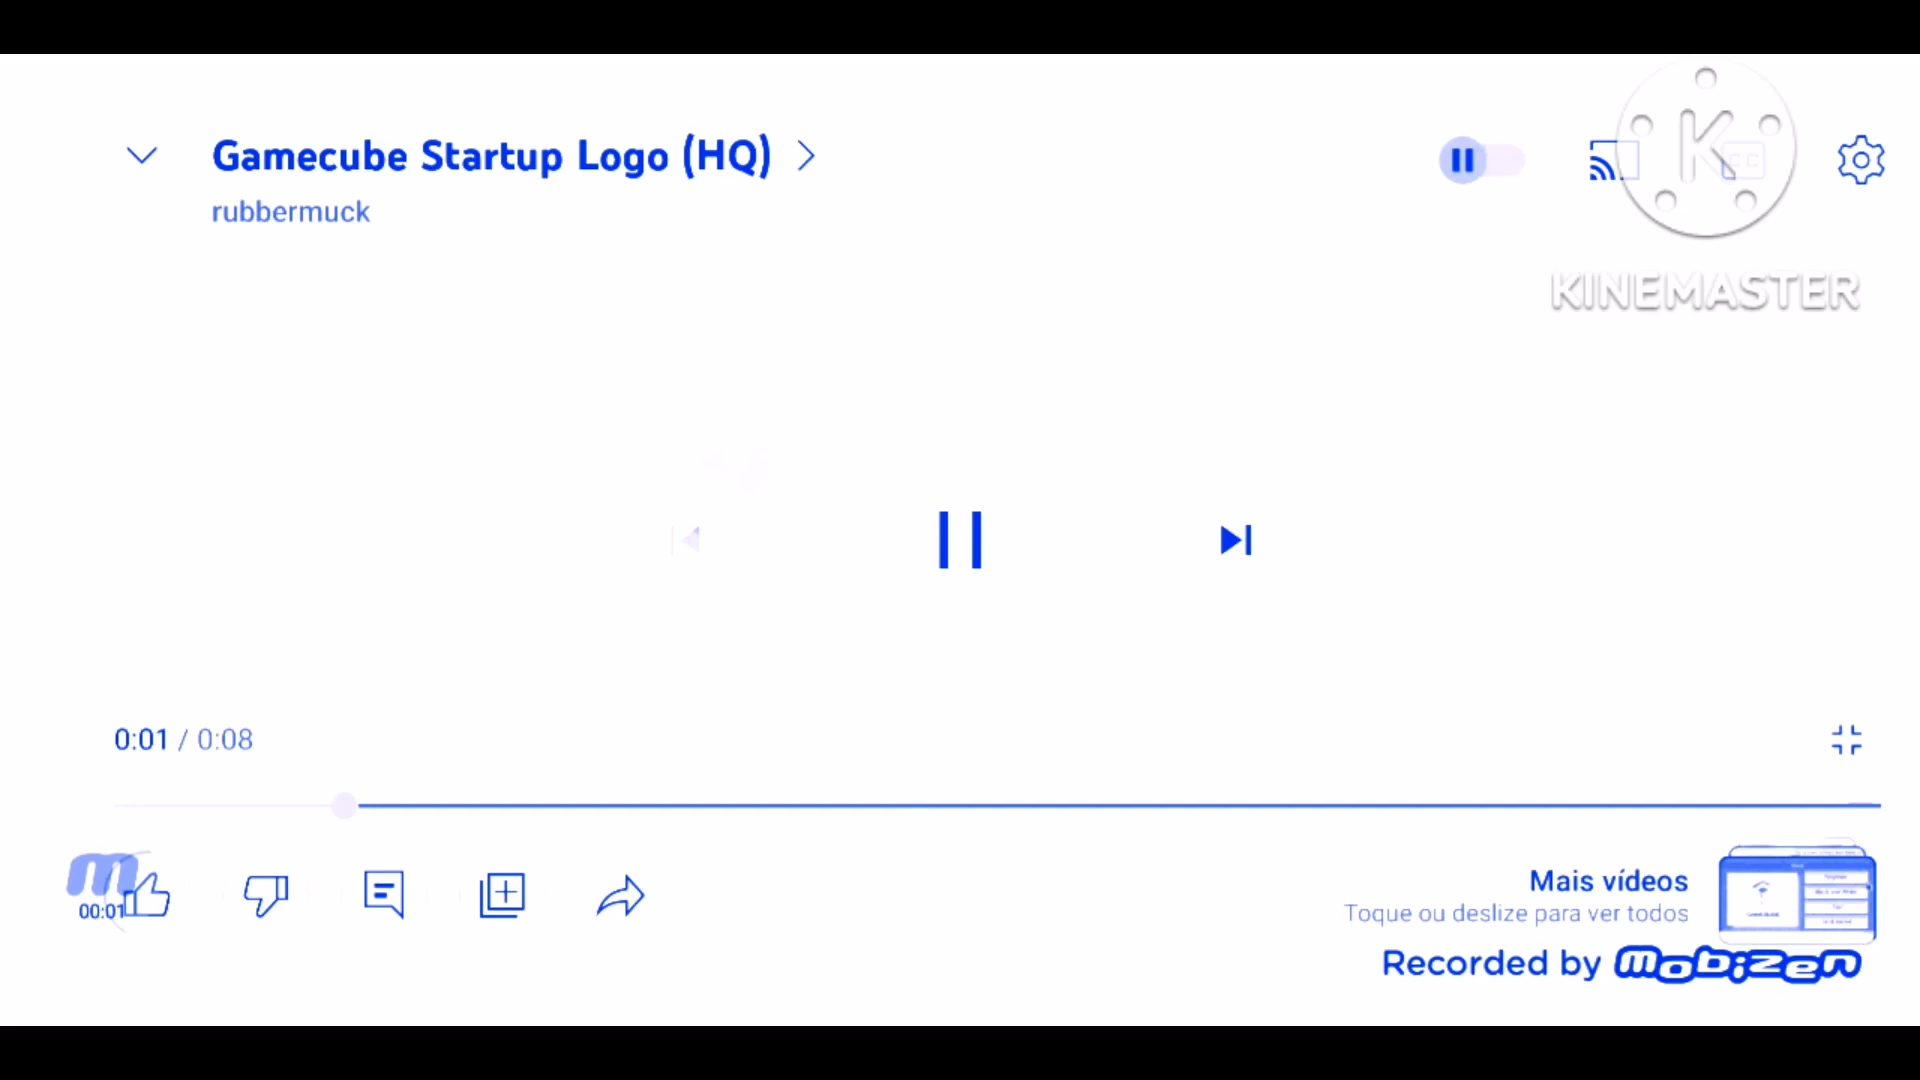 Gamecube Startup Logo (HQ)
rubbermuck
CC
K
KINEMASTER
0:01 / 0:08
m
00:01
Mais vídeos
Toque ou deslize para ver todos
Recorded by mobizen